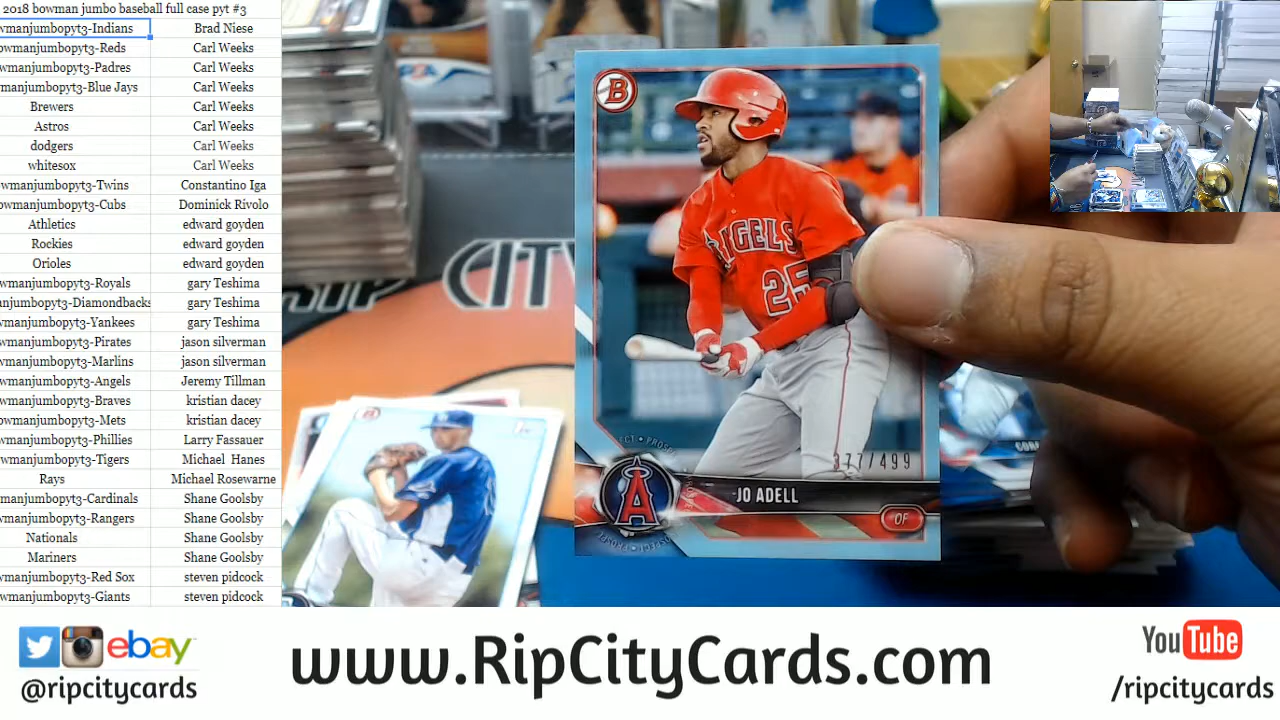 2018 bowman jumbo baseball full case pyt #3
wmanjumbopyt3-Indians Brad Niese
owmanjumbopyt3-Reds Carl Weeks
wmanjumbopyt3-Padres Carl Weeks
manjumbopyt3-Blue Jays Carl Weeks
Brewers Carl Weeks
Astros Carl Weeks
dodgers Carl Weeks
whitesox Carl Weeks
owmanjumbopyt3-Twins Constantino Iga
owmanjumbopyt3-Cubs Dominick Rivolo
Athletics edward goyden
Rockies edward goyden
Orioles edward goyden
wmanjumbopyt3-Royals gary Teshima
anjumbopyt3-Diamondbacks gary Teshima
wmanjumbopyt3-Yankees gary Teshima
wmanjumbopyt3-Pirates jason silverman
wmanjumbopyt3-Marlins jason silverman
wmanjumbopyt3-Angels Jeremy Tillman
wmanjumbopyt3-Braves kristian dacey
owmanjumbopyt3-Mets kristian dacey
wmanjumbopyt3-Phillies Larry Fassauer
wmanjumbopyt3-Tigers Michael Hanes
Rays Michael Rosewarne
manjumbopyt3-Cardinals Shane Goolsby
wmanjumbopyt3-Rangers Shane Goolsby
Nationals Shane Goolsby
Mariners Shane Goolsby
wmanjumbopyt3-Red Sox steven pidcock
wmanjumbopyt3-Giants steven pidcock
B
ANGELS
25
377/499
A
JO ADELL
OF
RIP CIT
ebay
@ripcitycards
www.RipCityCards.com
YouTube
/ripcitycards